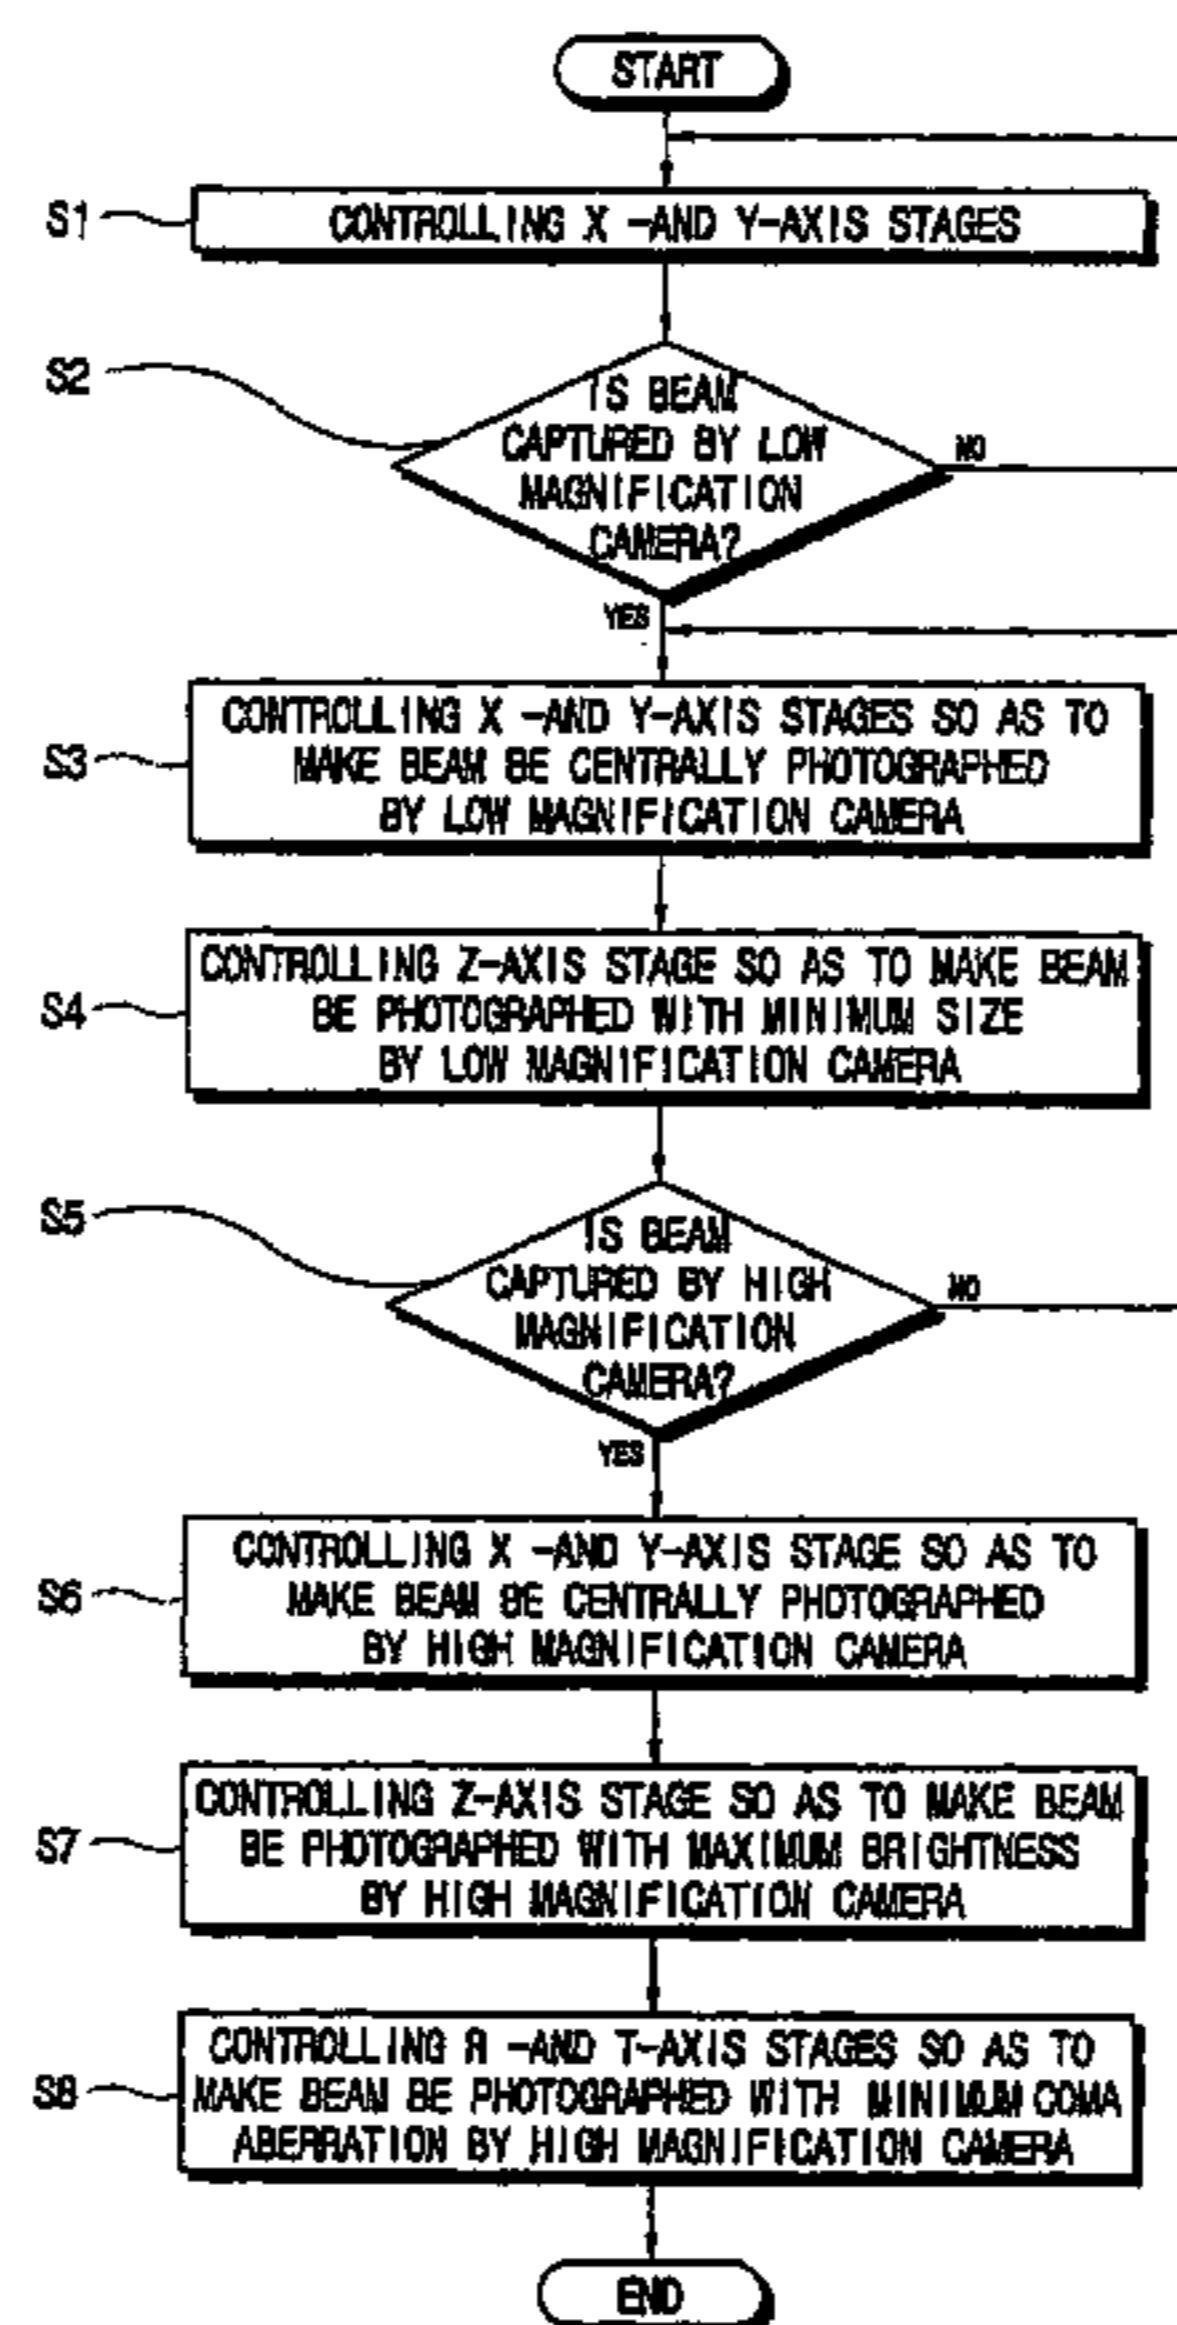 START
S1
CONTROLLING X -AND Y-AXIS STAGES
S2
IS BEAM
CAPTURED BY LOW
MAGNIFICATION
CAMERA?
NO
YES
S3
CONTROLLING X -AND Y-AXIS STAGES SO AS TO
MAKE BEAM BE CENTRALLY PHOTOGRAPHED
BY LOW MAGNIFICATION CAMERA
S4
CONTROLLING Z-AXIS STAGE SO AS TO MAKE BEAM
BE PHOTOGRAPHED WITH MINIMUM SIZE
BY LOW MAGNIFICATION CAMERA
S5
IS BEAM
CAPTURED BY HIGH
MAGNIFICATION
CAMERA?
NO
YES
S6
CONTROLLING X -AND Y-AXIS STAGE SO AS TO
MAKE BEAM BE CENTRALLY PHOTOGRAPHED
BY HIGH MAGNIFICATION CAMERA
S7
CONTROLLING Z-AXIS STAGE SO AS TO MAKE BEAM
BE PHOTOGRAPHED WITH MAXIMUM BRIGHTNESS
BY HIGH MAGNIFICATION CAMERA
S8
CONTROLLING R -AND T-AXIS STAGES SO AS TO
MAKE BEAM BE PHOTOGRAPHED WITH MINIMUM COMA
ABERRATION BY HIGH MAGNIFICATION CAMERA
END